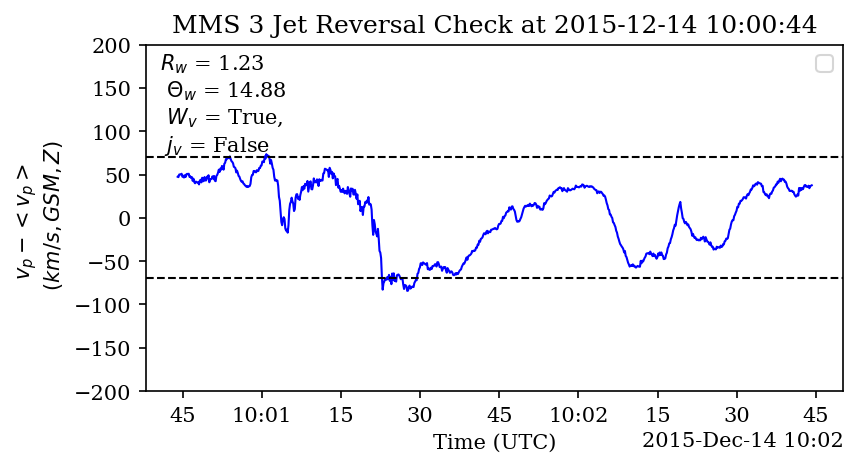 MMS 3 Jet Reversal Check at 2015-12-14 10:00:44
R_w = 1.23
Θ_w = 14.88
W_v = True,
j_v = False
200
150
100
50
0
−50
−100
−150
−200
v_p − < v_p >
(km/s, GSM, Z)
45 10:01 15 30 45 10:02 15 30 45
Time (UTC)
2015-Dec-14 10:02